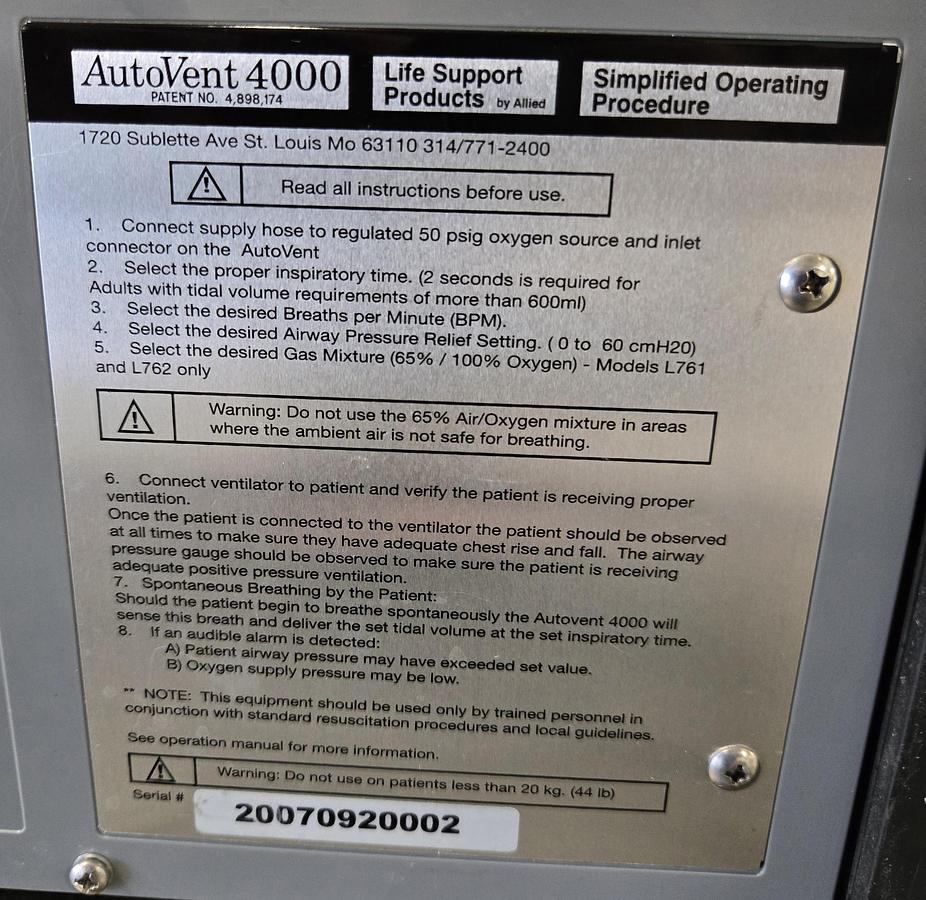 AutoVent 4000
PATENT NO. 4,898,174
Life Support
Products by Allied
Simplified Operating
Procedure
1720 Sublette Ave St. Louis Mo 63110 314/771-2400
Read all instructions before use.
1. Connect supply hose to regulated 50 psig oxygen source and inlet
connector on the AutoVent
2. Select the proper inspiratory time. (2 seconds is required for
Adults with tidal volume requirements of more than 600ml)
3. Select the desired Breaths per Minute (BPM).
4. Select the desired Airway Pressure Relief Setting. ( 0 to 60 cmH20)
5. Select the desired Gas Mixture (65% / 100% Oxygen) - Models L761
and L762 only
Warning: Do not use the 65% Air/Oxygen mixture in areas
where the ambient air is not safe for breathing.
6. Connect ventilator to patient and verify the patient is receiving proper
ventilation.
Once the patient is connected to the ventilator the patient should be observed
at all times to make sure they have adequate chest rise and fall. The airway
pressure gauge should be observed to make sure the patient is receiving
adequate positive pressure ventilation.
7. Spontaneous Breathing by the Patient:
Should the patient begin to breathe spontaneously the Autovent 4000 will
sense this breath and deliver the set tidal volume at the set inspiratory time.
8. If an audible alarm is detected:
A) Patient airway pressure may have exceeded set value.
B) Oxygen supply pressure may be low.
** NOTE: This equipment should be used only by trained personnel in
conjunction with standard resuscitation procedures and local guidelines.
See operation manual for more information.
Warning: Do not use on patients less than 20 kg. (44 lb)
Serial #
20070920002